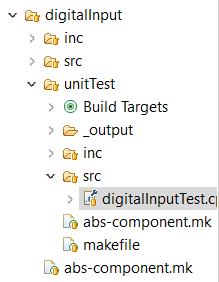 digitalInput
inc
src
unitTest
Build Targets
_output
inc
src
digitalInputTest.c
abs-component.mk
makefile
abs-component.mk